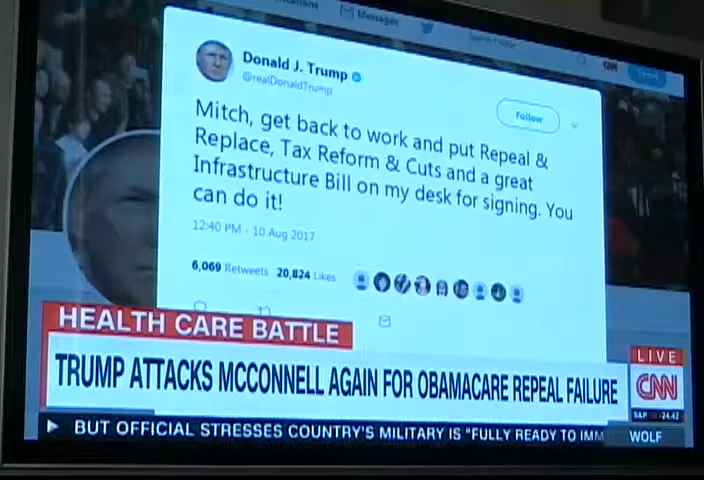 Messages
Donald J. Trump
@realDonaldTrump
Follow
Mitch, get back to work and put Repeal &
Replace, Tax Reform & Cuts and a great
Infrastructure Bill on my desk for signing. You
can do it!
12:40 PM - 10 Aug 2017
6,069 Retweets 20,824 Likes
HEALTH CARE BATTLE
TRUMP ATTACKS MCCONNELL AGAIN FOR OBAMACARE REPEAL FAILURE
LIVE
CNN
S&P -24.42
BUT OFFICIAL STRESSES COUNTRY'S MILITARY IS "FULLY READY TO IMM
WOLF